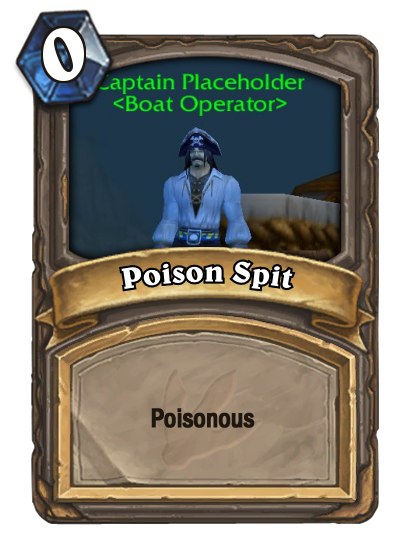 0
Captain Placeholder
<Boat Operator>
Poison Spit
Poisonous